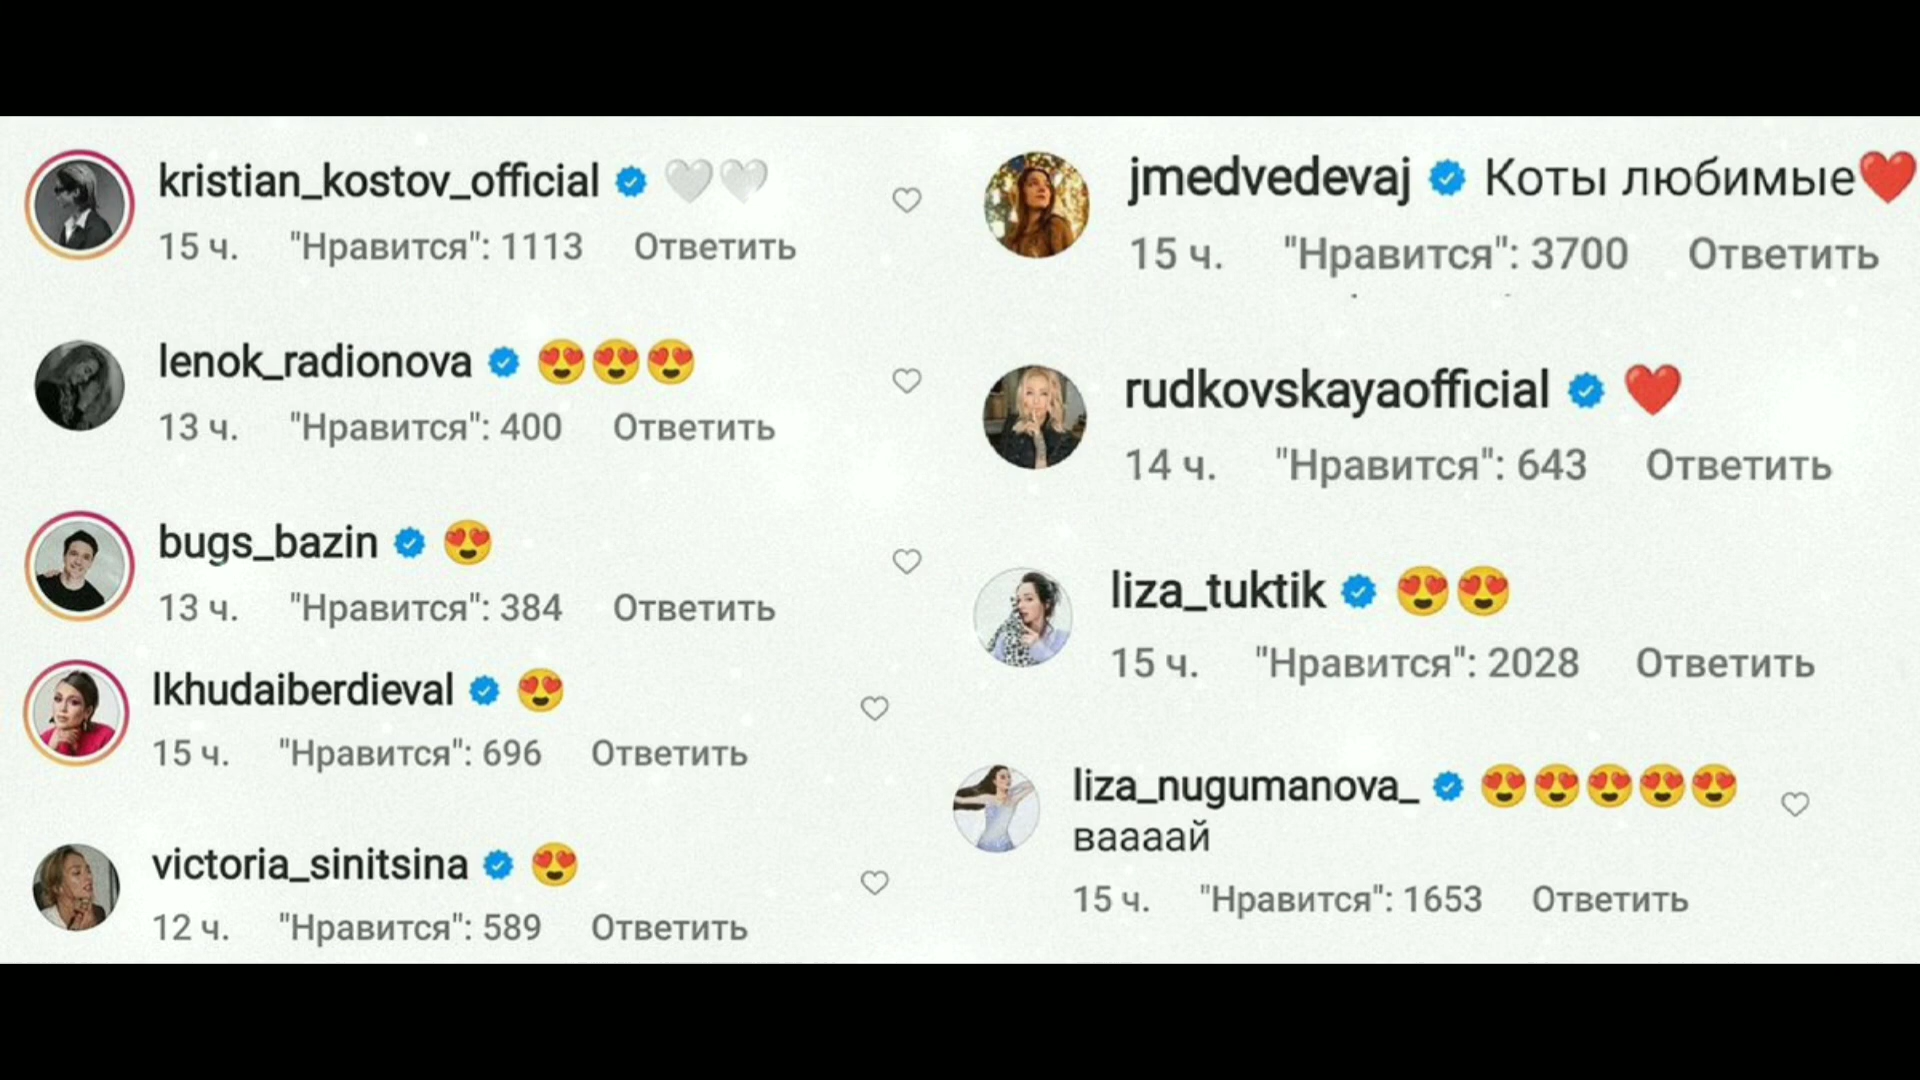 kristian_kostov_official 🤍🤍
15 ч. "Нравится": 1113 Ответить
lenok_radionova 😍😍😍
13 ч. "Нравится": 400 Ответить
bugs_bazin 😍
13 ч. "Нравится": 384 Ответить
lkhudaiberdieval 😍
15 ч. "Нравится": 696 Ответить
victoria_sinitsina 😍
12 ч. "Нравится": 589 Ответить
jmedvedevaj Коты любимые❤️
15 ч. "Нравится": 3700 Ответить
rudkovskayaofficial ❤️
14 ч. "Нравится": 643 Ответить
liza_tuktik 😍😍
15 ч. "Нравится": 2028 Ответить
liza_nugumanova_ 😍😍😍😍😍
ваааай
15 ч. "Нравится": 1653 Ответить